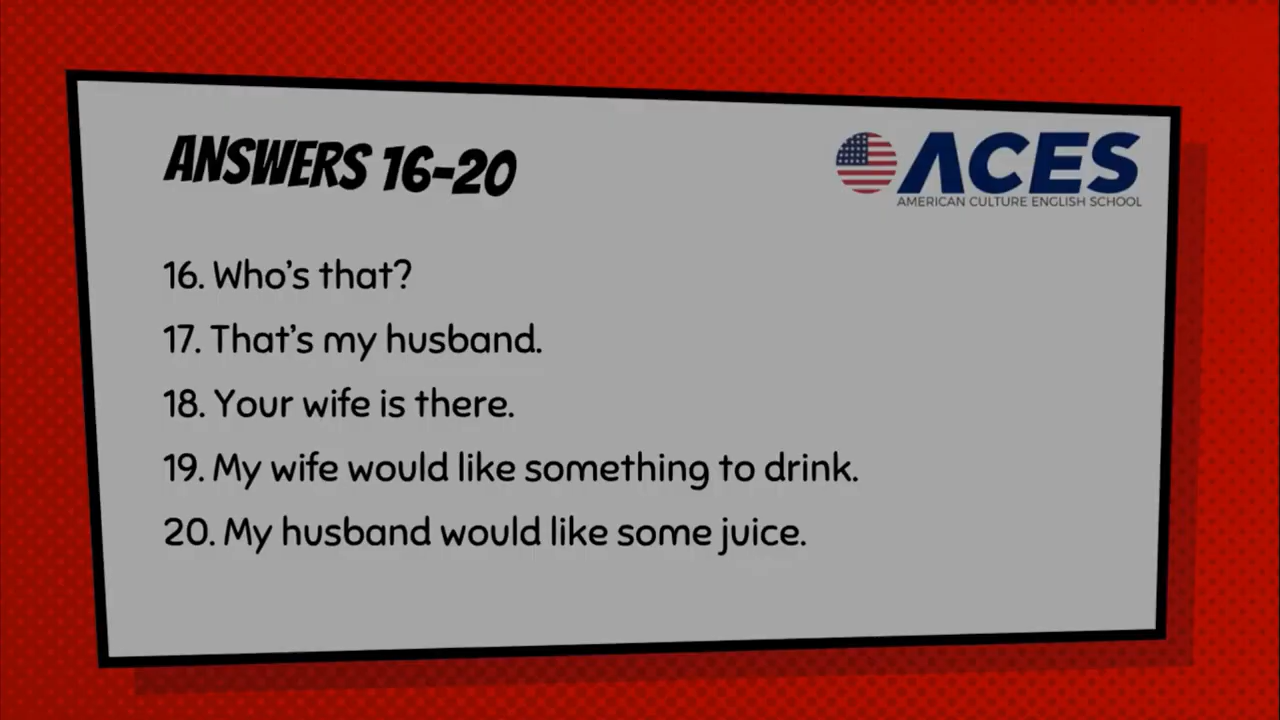 ANSWERS 16-20
ACES
AMERICAN CULTURE ENGLISH SCHOOL
16. Who's that?
17. That's my husband.
18. Your wife is there.
19. My wife would like something to drink.
20. My husband would like some juice.